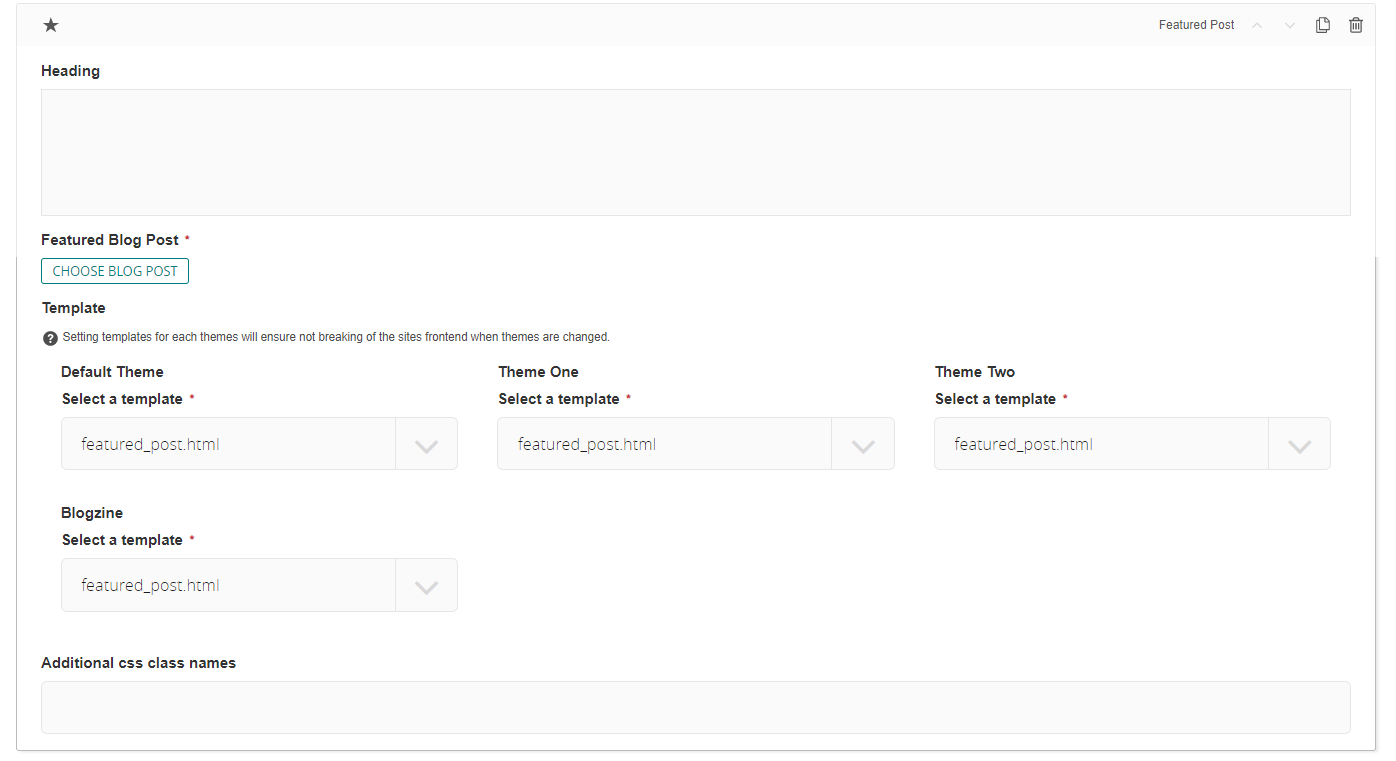 Featured Post
Heading
Featured Blog Post *
CHOOSE BLOG POST
Template
? Setting templates for each themes will ensure not breaking of the sites frontend when themes are changed.
Default Theme
Select a template *
featured_post.html
Theme One
Select a template *
featured_post.html
Theme Two
Select a template *
featured_post.html
Blogzine
Select a template *
featured_post.html
Additional css class names